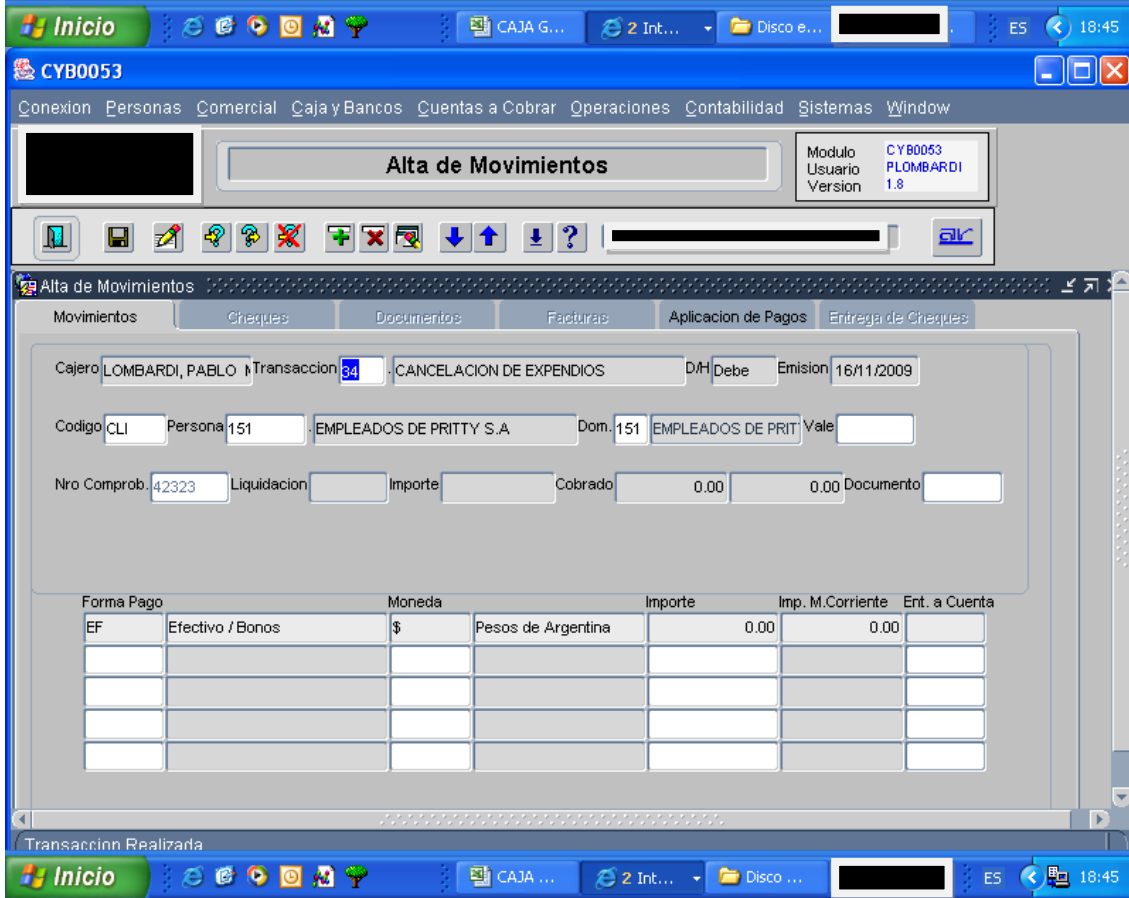 Inicio CAJA G... 2 Int... Disco e... ES 18:45
CYB0053
Conexion Personas Comercial Caja y Bancos Cuentas a Cobrar Operaciones Contabilidad Sistemas Window
Alta de Movimientos
Modulo CYB0053
Usuario PLOMBARDI
Version 1.8
Alta de Movimientos
Movimientos Cheques Documentos Facturas Aplicacion de Pagos Entrega de Cheques
Cajero LOMBARDI, PABLO Transaccion 34 . CANCELACION DE EXPENDIOS D/H Debe Emision 16/11/2009
Codigo CLI Persona 151 . EMPLEADOS DE PRITTY S.A Dom. 151 EMPLEADOS DE PRIT Vale
Nro Comprob. 42323 Liquidacion Importe Cobrado 0.00 0.00 Documento
Forma Pago Moneda Importe Imp. M.Corriente Ent. a Cuenta
EF Efectivo / Bonos $ Pesos de Argentina 0.00 0.00
Transaccion Realizada
Inicio CAJA ... 2 Int... Disco ... ES 18:45